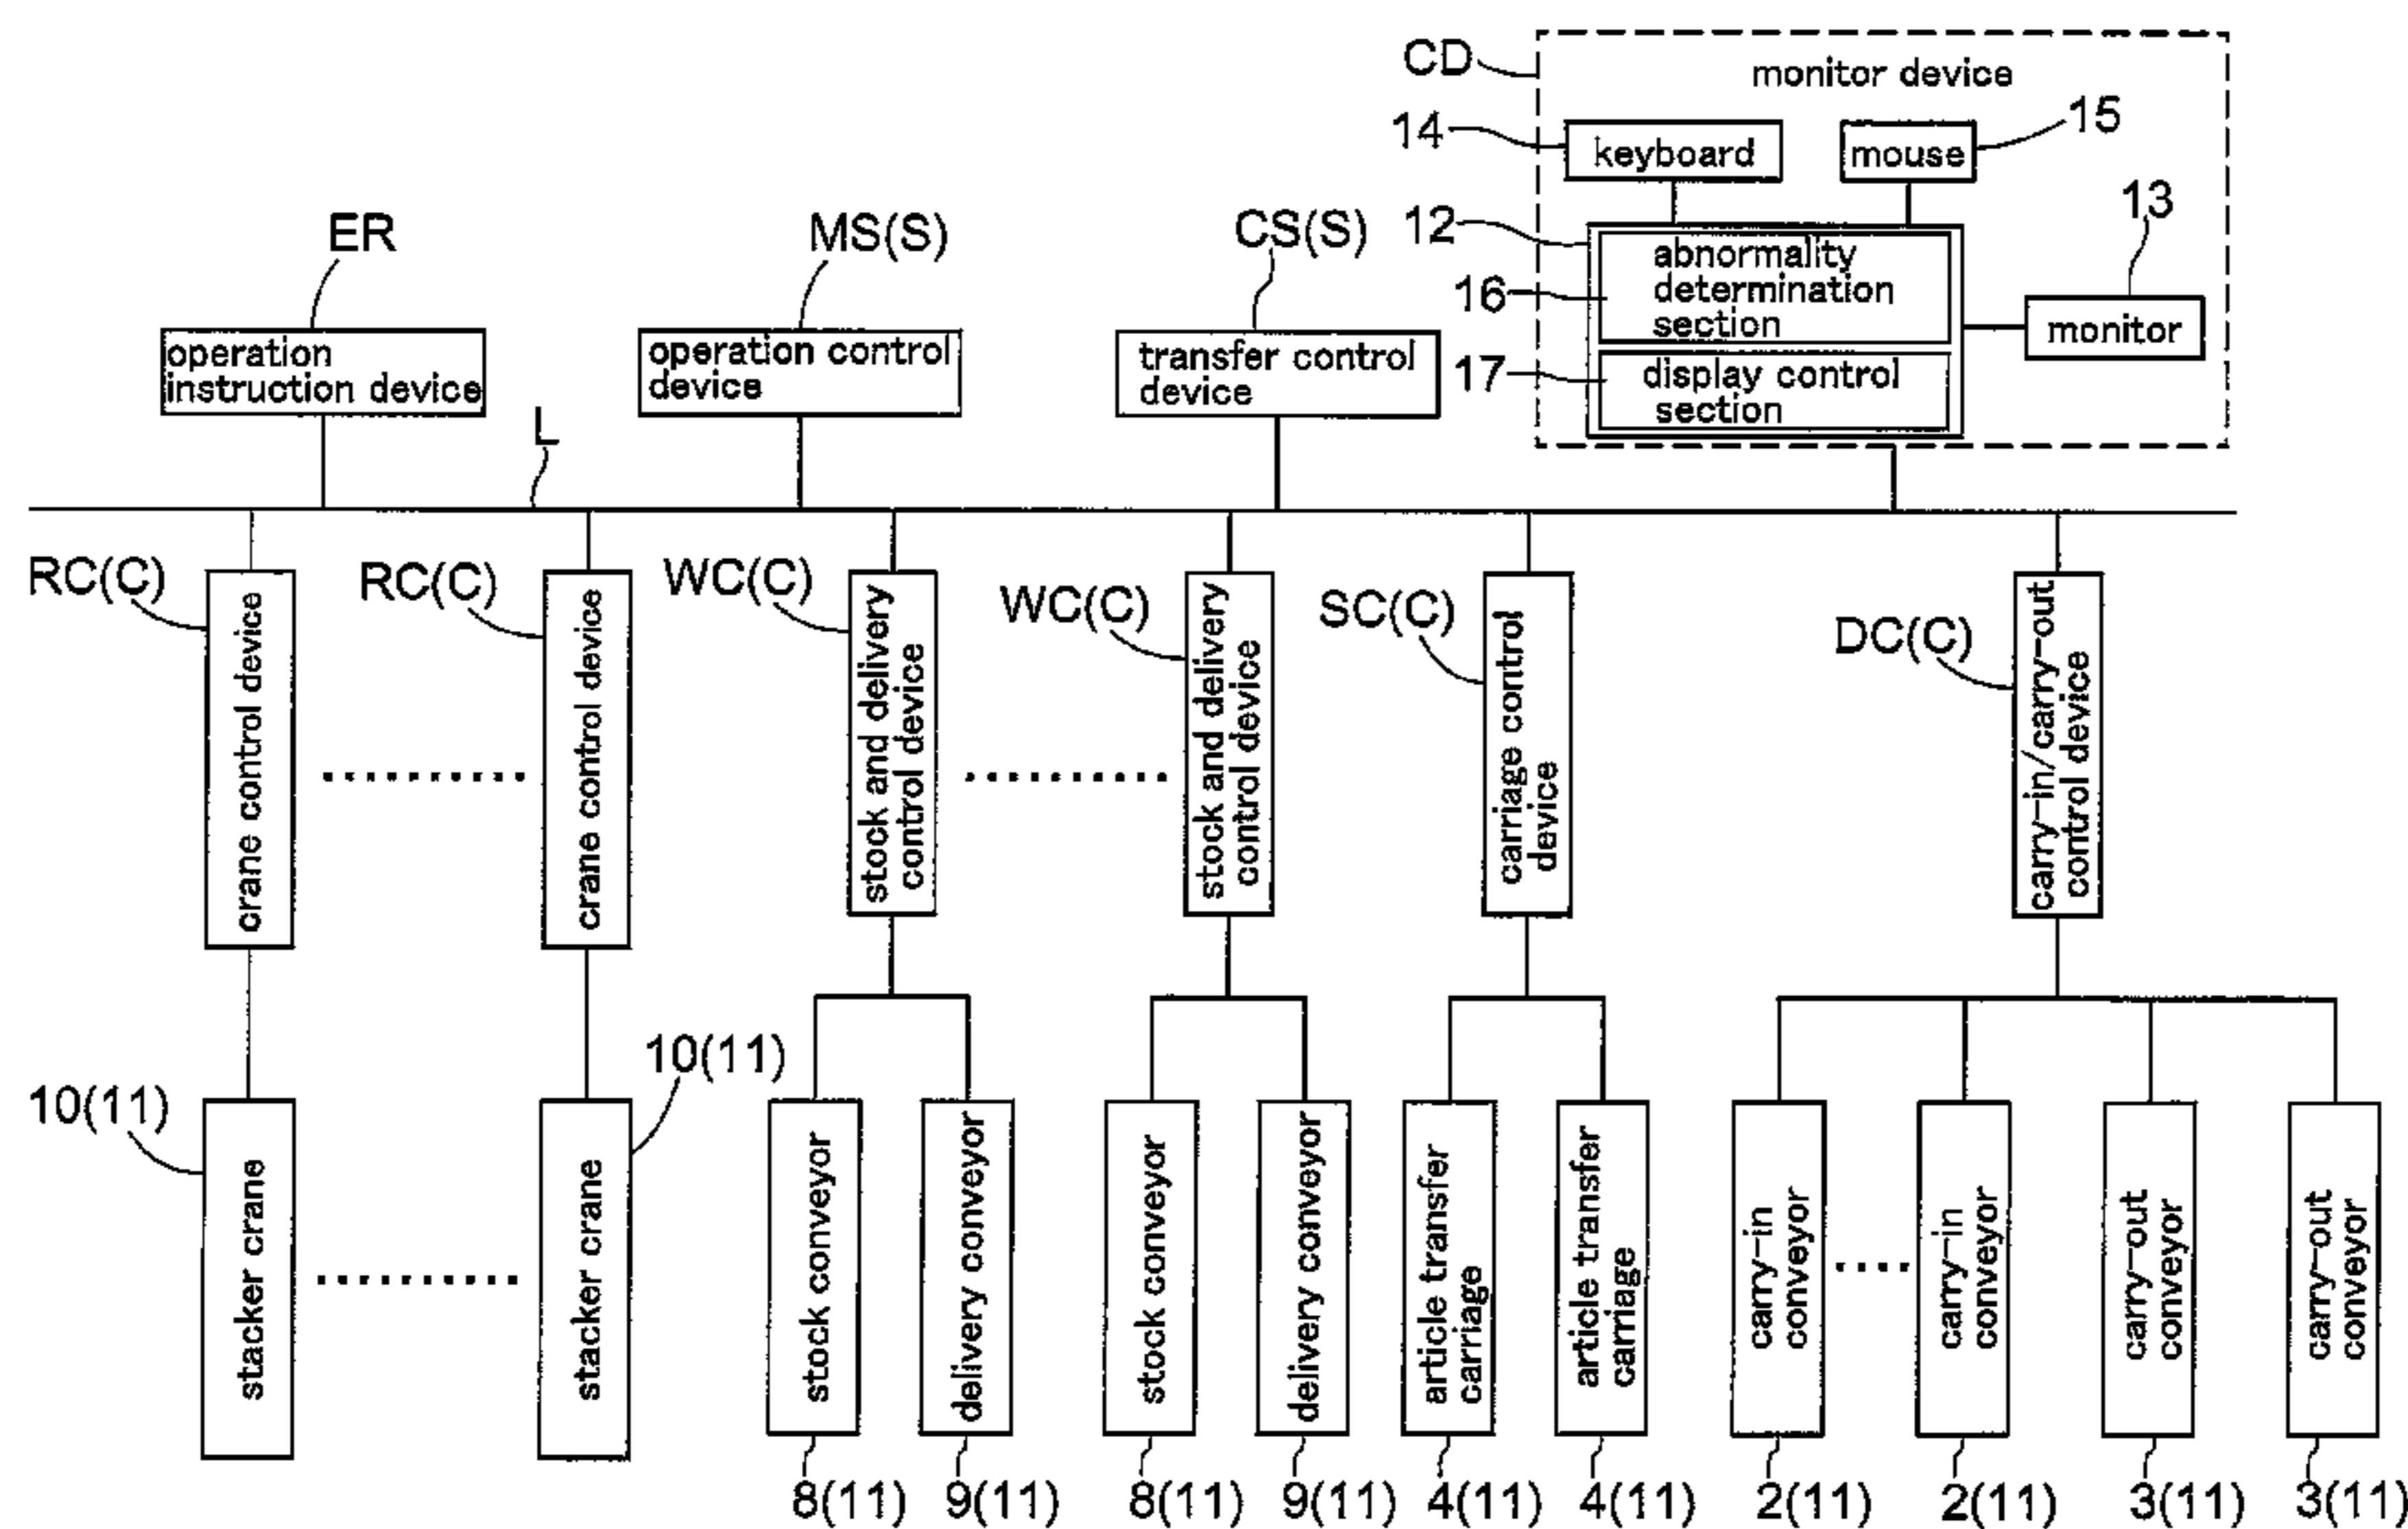 CD
monitor device
14
keyboard
mouse
15
13
12
abnormality
determination
section
16
monitor
17
display control
section
ER
MS(S)
CS(S)
operation
instruction device
operation control
device
transfer control
device
L
RC(C)
crane control device
RC(C)
crane control device
WC(C)
stock and delivery
control device
WC(C)
stock and delivery
control device
SC(C)
carriage control
device
DC(C)
carry-in/carry-out
control device
10(11)
stacker crane
10(11)
stacker crane
stock conveyor
delivery conveyor
stock conveyor
delivery conveyor
article transfer
carriage
article transfer
carriage
carry-in
conveyor
carry-in
conveyor
carry-out
conveyor
carry-out
conveyor
8(11)
9(11)
8(11)
9(11)
4(11)
4(11)
2(11)
2(11)
3(11)
3(11)